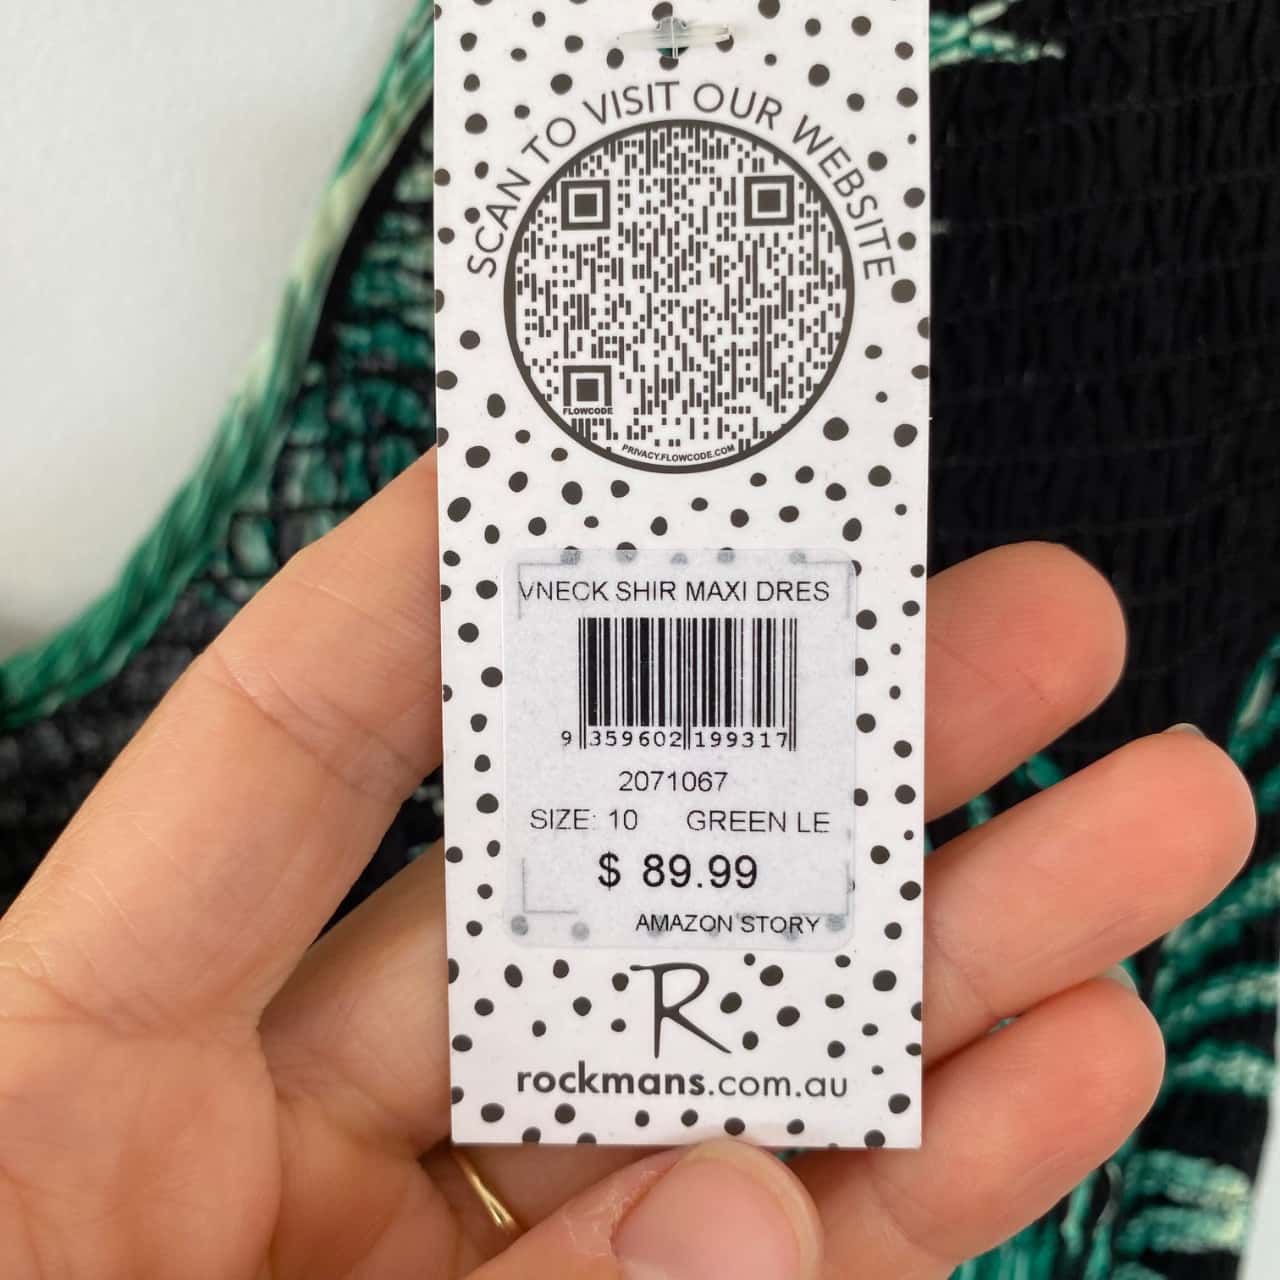 SCAN TO VISIT OUR WEBSITE
FLOWCODE
PRIVACY.FLOWCODE.COM
VNECK SHIR MAXI DRES
9 359602 199317
2071067
SIZE: 10 GREEN LE
$ 89.99
AMAZON STORY
R
rockmans.com.au